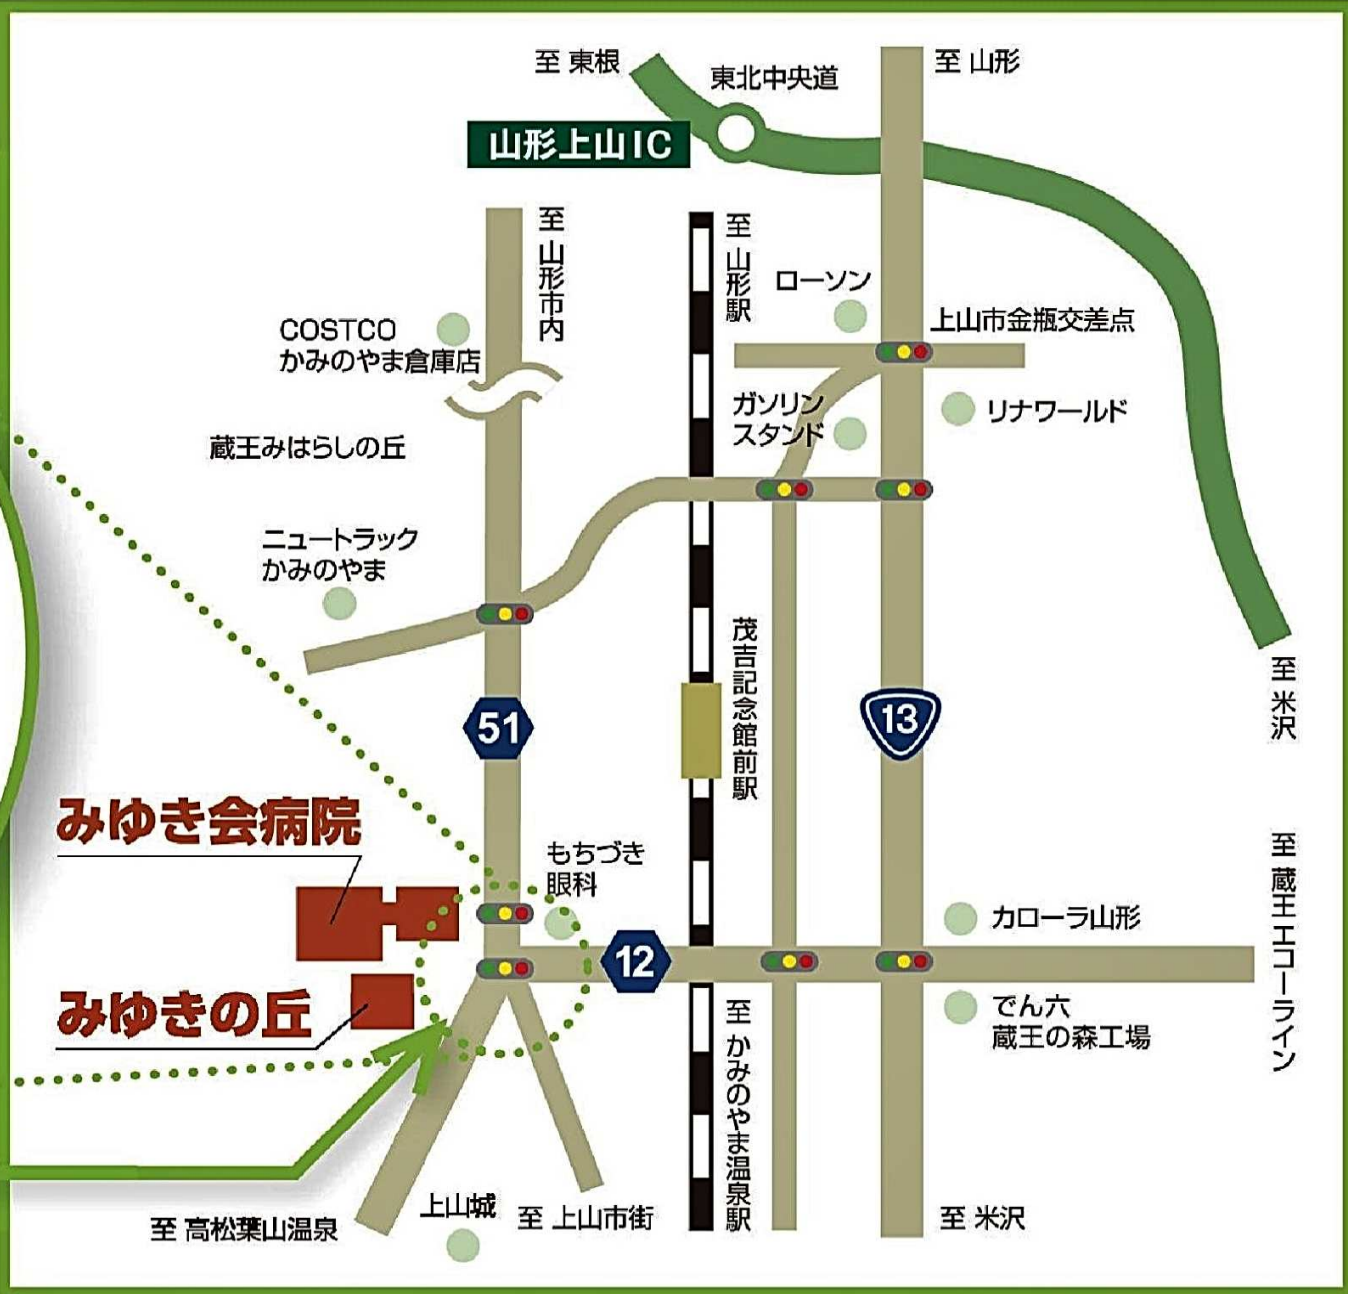 至 東根
東北中央道
至 山形
山形上山IC
至 山形市内
至 山形駅
ローソン
上山市金瓶交差点
COSTCO
かみのやま倉庫店
ガソリン
スタンド
リナワールド
蔵王みはらしの丘
ニュートラック
かみのやま
茂吉記念館前駅
至 米沢
51
13
みゆき会病院
もちづき
眼科
至 蔵王エコーライン
カローラ山形
12
みゆきの丘
でん六
蔵王の森工場
至 かみのやま温泉駅
上山城
至 高松葉山温泉
至 上山市街
至 米沢